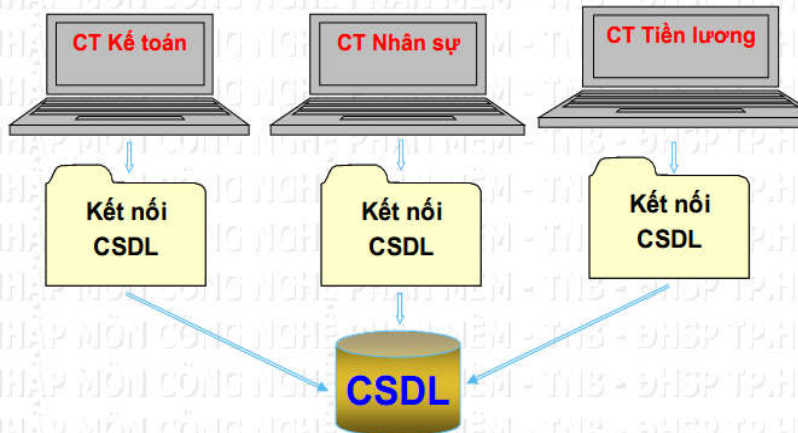 CT Kế toán
CT Nhân sự
CT Tiền lương
Kết nối
CSDL
Kết nối
CSDL
Kết nối
CSDL
CSDL